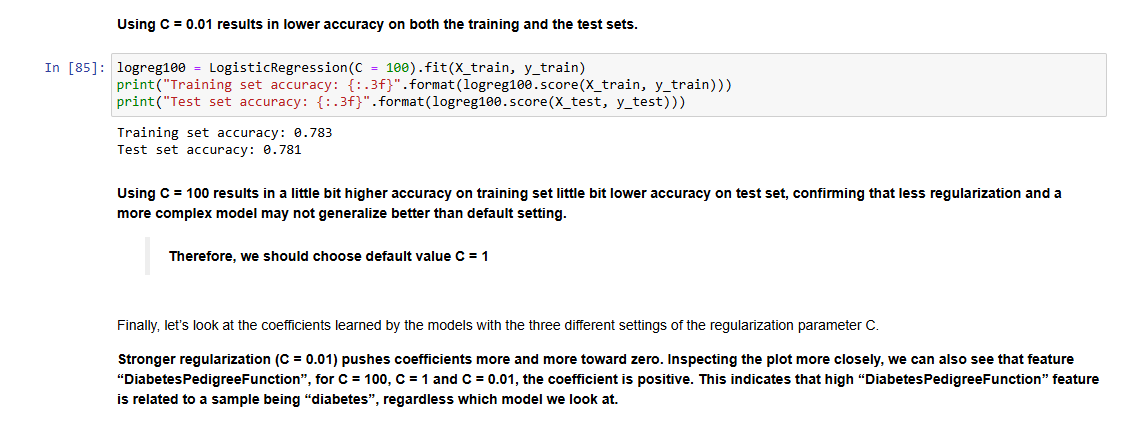 Using C = 0.01 results in lower accuracy on both the training and the test sets.
In [85]: logreg100 = LogisticRegression(C = 100).fit(X_train, y_train)
print("Training set accuracy: {:.3f}".format(logreg100.score(X_train, y_train)))
print("Test set accuracy: {:.3f}".format(logreg100.score(X_test, y_test)))
Training set accuracy: 0.783
Test set accuracy: 0.781
Using C = 100 results in a little bit higher accuracy on training set little bit lower accuracy on test set, confirming that less regularization and a
more complex model may not generalize better than default setting.
Therefore, we should choose default value C = 1
Finally, let’s look at the coefficients learned by the models with the three different settings of the regularization parameter C.
Stronger regularization (C = 0.01) pushes coefficients more and more toward zero. Inspecting the plot more closely, we can also see that feature
“DiabetesPedigreeFunction”, for C = 100, C = 1 and C = 0.01, the coefficient is positive. This indicates that high “DiabetesPedigreeFunction” feature
is related to a sample being “diabetes”, regardless which model we look at.